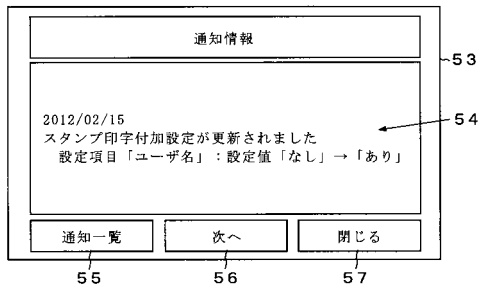 通知情報
53
2012/02/15
スタンプ印字付加設定が更新されました
設定項目「ユーザ名」：設定値「なし」→「あり」
54
通知一覧
次へ
閉じる
55
56
57